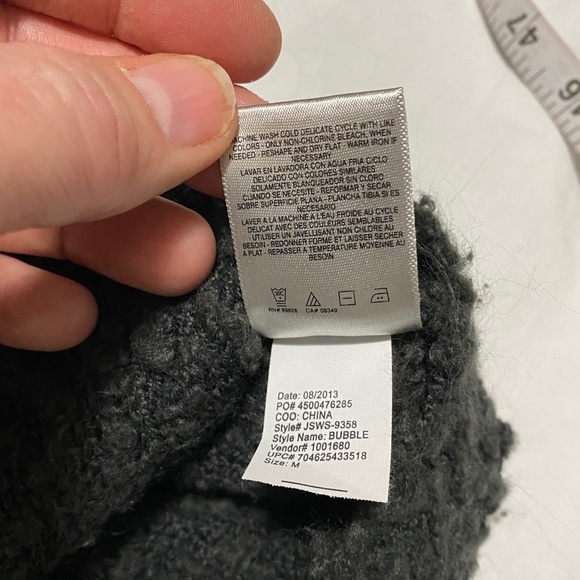 MACHINE WASH COLD DELICATE CYCLE WITH LIKE
COLORS - ONLY NON-CHLORINE BLEACH, WHEN
NEEDED - RESHAPE AND DRY FLAT - WARM IRON IF
NECESSARY
LAVAR EN LAVADORA CON AGUA FRIA CICLO
DELICADO CON COLORES SIMILARES
SOLAMENTE BLANQUEADOR SIN CLORO
CUANDO SE NECESITE - REFORMAR Y SECAR
SOBRE SUPERFICIE PLANA - PLANCHA TIBIA SI ES
NECESARIO
LAVER A LA MACHINE A L'EAU FROIDE AU CYCLE
DELICAT AVEC DES COULEURS SEMBLABLES
- UTILISER UN JAVELLISANT NON CHLORE AU
BESOIN - REDONNER FORME ET LAISSER SECHER
A PLAT - REPASSER A TEMPERATURE MOYENNE AU
BESOIN
RN# 89826 CA# 08349
Date: 08/2013
PO# 4500476285
COO: CHINA
Style# JSWS-9358
Style Name: BUBBLE
Vendor# 1001680
UPC# 704625433518
Size: M
47